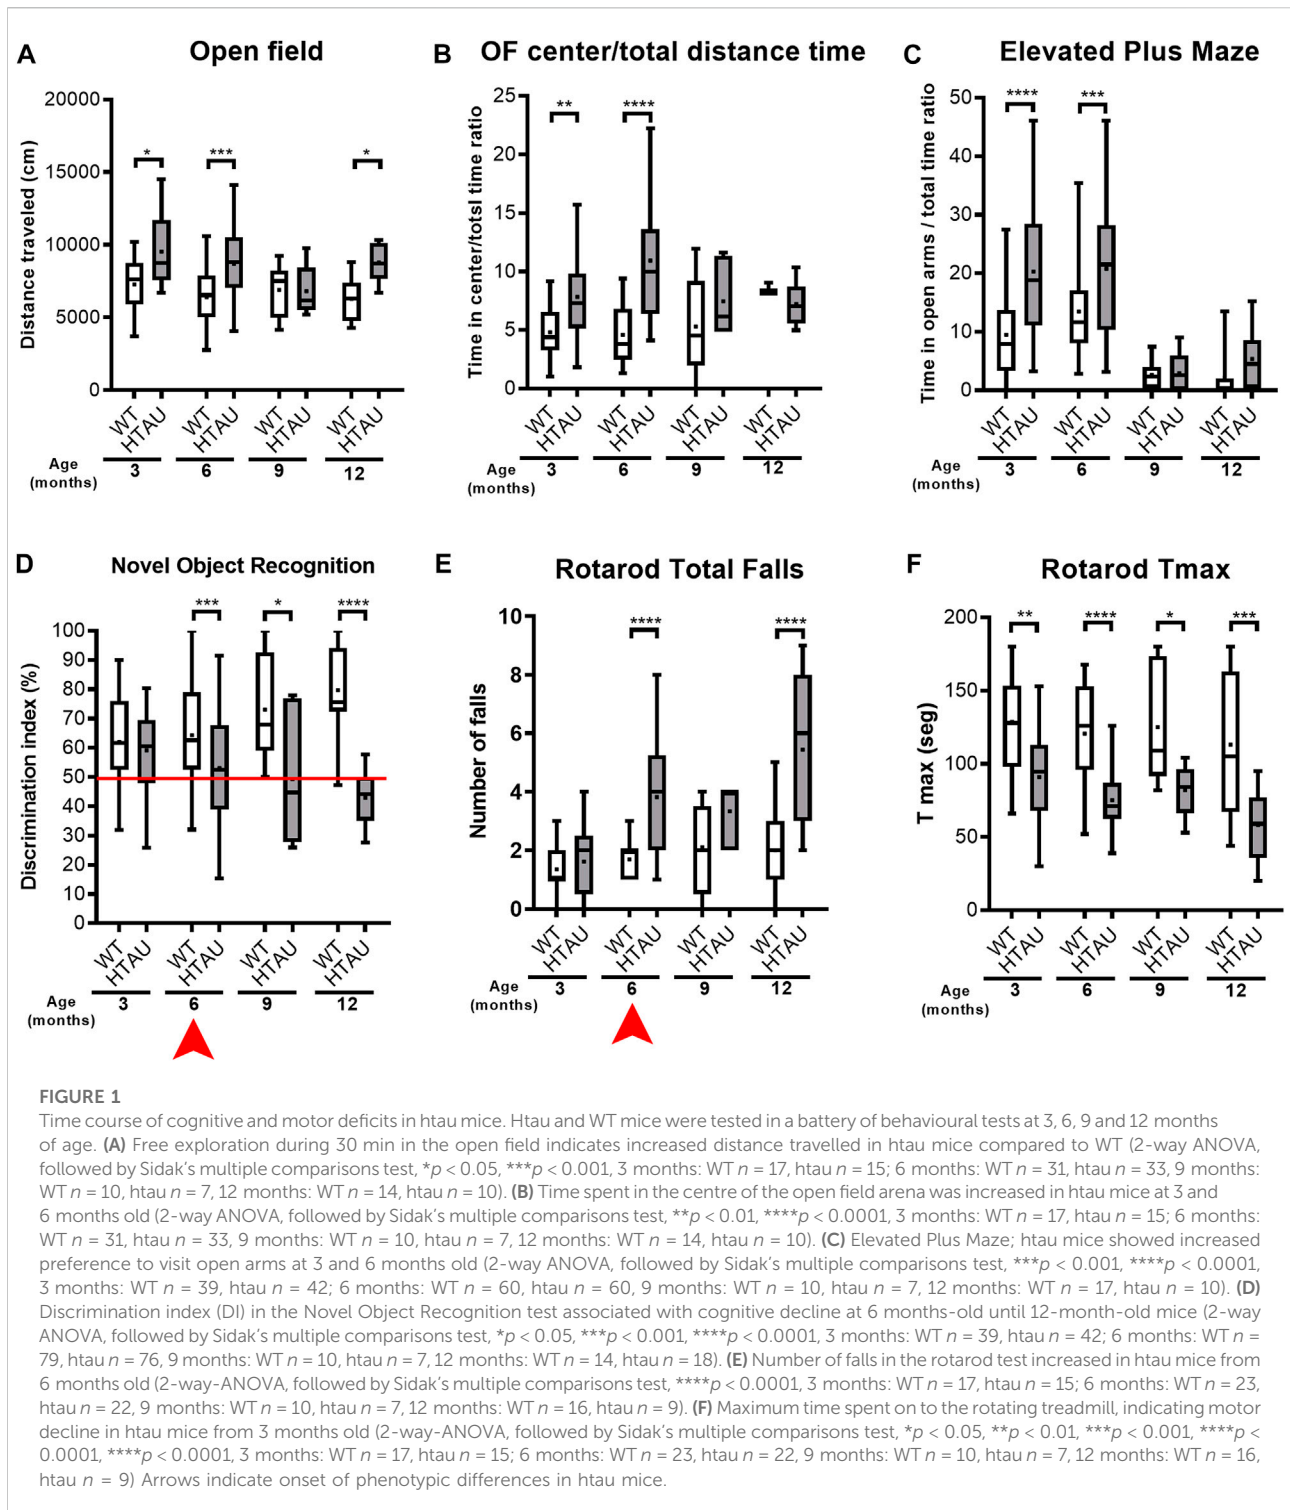 A
Open field
Distance traveled (cm)
20000
15000
10000
5000
0
*
***
*
WT
HTAU
WT
HTAU
WT
HTAU
WT
HTAU
Age
(months)
3
6
9
12
B
OF center/total distance time
Time in center/totsl time ratio
25
20
15
10
5
0
**
****
WT
HTAU
WT
HTAU
WT
HTAU
WT
HTAU
Age
(months)
3
6
9
12
C
Elevated Plus Maze
Time in open arms / total time ratio
50
40
30
20
10
0
****
***
WT
HTAU
WT
HTAU
WT
HTAU
WT
HTAU
Age
(months)
3
6
9
12
D
Novel Object Recognition
Discrimination index (%)
100
90
80
70
60
50
40
30
20
10
0
***
*
****
WT
HTAU
WT
HTAU
WT
HTAU
WT
HTAU
Age
(months)
3
6
9
12
E
Rotarod Total Falls
Number of falls
10
8
6
4
2
0
****
****
WT
HTAU
WT
HTAU
WT
HTAU
WT
HTAU
Age
(months)
3
6
9
12
F
Rotarod Tmax
T max (seg)
200
150
100
50
0
**
****
*
***
WT
HTAU
WT
HTAU
WT
HTAU
WT
HTAU
Age
(months)
3
6
9
12
FIGURE 1
Time course of cognitive and motor deficits in htau mice. Htau and WT mice were tested in a battery of behavioural tests at 3, 6, 9 and 12 months
of age. (A) Free exploration during 30 min in the open field indicates increased distance travelled in htau mice compared to WT (2-way ANOVA,
followed by Sidak's multiple comparisons test, *p < 0.05, ***p < 0.001, 3 months: WT n = 17, htau n = 15; 6 months: WT n = 31, htau n = 33, 9 months:
WT n = 10, htau n = 7, 12 months: WT n = 14, htau n = 10). (B) Time spent in the centre of the open field arena was increased in htau mice at 3 and
6 months old (2-way ANOVA, followed by Sidak's multiple comparisons test, **p < 0.01, ****p < 0.0001, 3 months: WT n = 17, htau n = 15; 6 months:
WT n = 31, htau n = 33, 9 months: WT n = 10, htau n = 7, 12 months: WT n = 14, htau n = 10). (C) Elevated Plus Maze; htau mice showed increased
preference to visit open arms at 3 and 6 months old (2-way ANOVA, followed by Sidak's multiple comparisons test, ***p < 0.001, ****p < 0.0001,
3 months: WT n = 39, htau n = 42; 6 months: WT n = 60, htau n = 60, 9 months: WT n = 10, htau n = 7, 12 months: WT n = 17, htau n = 10). (D)
Discrimination index (DI) in the Novel Object Recognition test associated with cognitive decline at 6 months-old until 12-month-old mice (2-way
ANOVA, followed by Sidak's multiple comparisons test, *p < 0.05, ***p < 0.001, ****p < 0.0001, 3 months: WT n = 39, htau n = 42; 6 months: WT n =
79, htau n = 76, 9 months: WT n = 10, htau n = 7, 12 months: WT n = 14, htau n = 18). (E) Number of falls in the rotarod test increased in htau mice from
6 months old (2-way-ANOVA, followed by Sidak's multiple comparisons test, ****p < 0.0001, 3 months: WT n = 17, htau n = 15; 6 months: WT n = 23,
htau n = 22, 9 months: WT n = 10, htau n = 7, 12 months: WT n = 16, htau n = 9). (F) Maximum time spent on to the rotating treadmill, indicating motor
decline in htau mice from 3 months old (2-way-ANOVA, followed by Sidak's multiple comparisons test, *p < 0.05, **p < 0.01, ***p < 0.001, ****p <
0.0001, ****p < 0.0001, 3 months: WT n = 17, htau n = 15; 6 months: WT n = 23, htau n = 22, 9 months: WT n = 10, htau n = 7, 12 months: WT n = 16,
htau n = 9) Arrows indicate onset of phenotypic differences in htau mice.